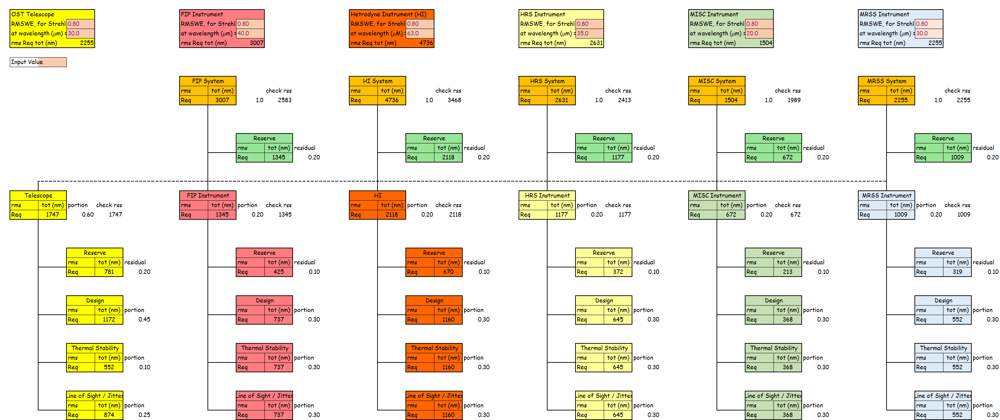 OST Telescope FIP Instrument Hetrodyne Instrument (HI) HRS Instrument MISC Instrument MRSS Instrument
RMSWE, for Strehl 0.80 RMSWE, for Strehl 0.80 RMSWE, for Strehl 0.80 RMSWE, for Strehl 0.80 RMSWE, for Strehl 0.80 RMSWE, for Strehl 0.80
at wavelength (μm) = 30.0 at wavelength (μm) = 40.0 at wavelength (μM) = 63.0 at wavelength (μm) = 35.0 at wavelength (μm) = 20.0 at wavelength (μm) = 30.0
rms Req tot (nm) 2255 rms Req tot (nm) 3007 rms Req tot (nm) 4736 rms Req tot (nm) 2631 rms Req tot (nm) 1504 rms Req tot (nm) 2255
Input Value
FIP System HI System HRS System MISC System MRSS System
rms tot (nm) check rss rms tot (nm) check rss rms tot (nm) check rss rms tot (nm) check rss rms tot (nm) check rss
Req 3007 1.0 2583 Req 4736 1.0 3468 Req 2631 1.0 2413 Req 1504 1.0 1989 Req 2255 1.0 2255
Reserve Reserve Reserve Reserve Reserve
rms tot (nm) residual rms tot (nm) residual rms tot (nm) residual rms tot (nm) residual rms tot (nm) residual
Req 1345 0.20 Req 2118 0.20 Req 1177 0.20 Req 672 0.20 Req 1009 0.20
Telescope FIP Instrument HI HRS Instrument MISC Instrument MRSS Instrument
rms tot (nm) portion check rss rms tot (nm) portion check rss rms tot (nm) portion check rss rms tot (nm) portion check rss rms tot (nm) portion check rss rms tot (nm) portion check rss
Req 1747 0.60 1747 Req 1345 0.20 1345 Req 2118 0.20 2118 Req 1177 0.20 1177 Req 672 0.20 672 Req 1009 0.20 1009
Reserve Reserve Reserve Reserve Reserve Reserve
rms tot (nm) residual rms tot (nm) residual rms tot (nm) residual rms tot (nm) residual rms tot (nm) residual rms tot (nm) residual
Req 781 0.20 Req 425 0.10 Req 670 0.10 Req 372 0.10 Req 213 0.10 Req 319 0.10
Design Design Design Design Design Design
rms tot (nm) portion rms tot (nm) portion rms tot (nm) portion rms tot (nm) portion rms tot (nm) portion rms tot (nm) portion
Req 1172 0.45 Req 737 0.30 Req 1160 0.30 Req 645 0.30 Req 368 0.30 Req 552 0.30
Thermal Stability Thermal Stability Thermal Stability Thermal Stability Thermal Stability Thermal Stability
rms tot (nm) portion rms tot (nm) portion rms tot (nm) portion rms tot (nm) portion rms tot (nm) portion rms tot (nm) portion
Req 552 0.10 Req 737 0.30 Req 1160 0.30 Req 645 0.30 Req 368 0.30 Req 552 0.30
Line of Sight / Jitter Line of Sight / Jitter Line of Sight / Jitter Line of Sight / Jitter Line of Sight / Jitter Line of Sight / Jitter
rms tot (nm) portion rms tot (nm) portion rms tot (nm) portion rms tot (nm) portion rms tot (nm) portion rms tot (nm) portion
Req 874 0.25 Req 737 0.30 Req 1160 0.30 Req 645 0.30 Req 368 0.30 Req 552 0.30